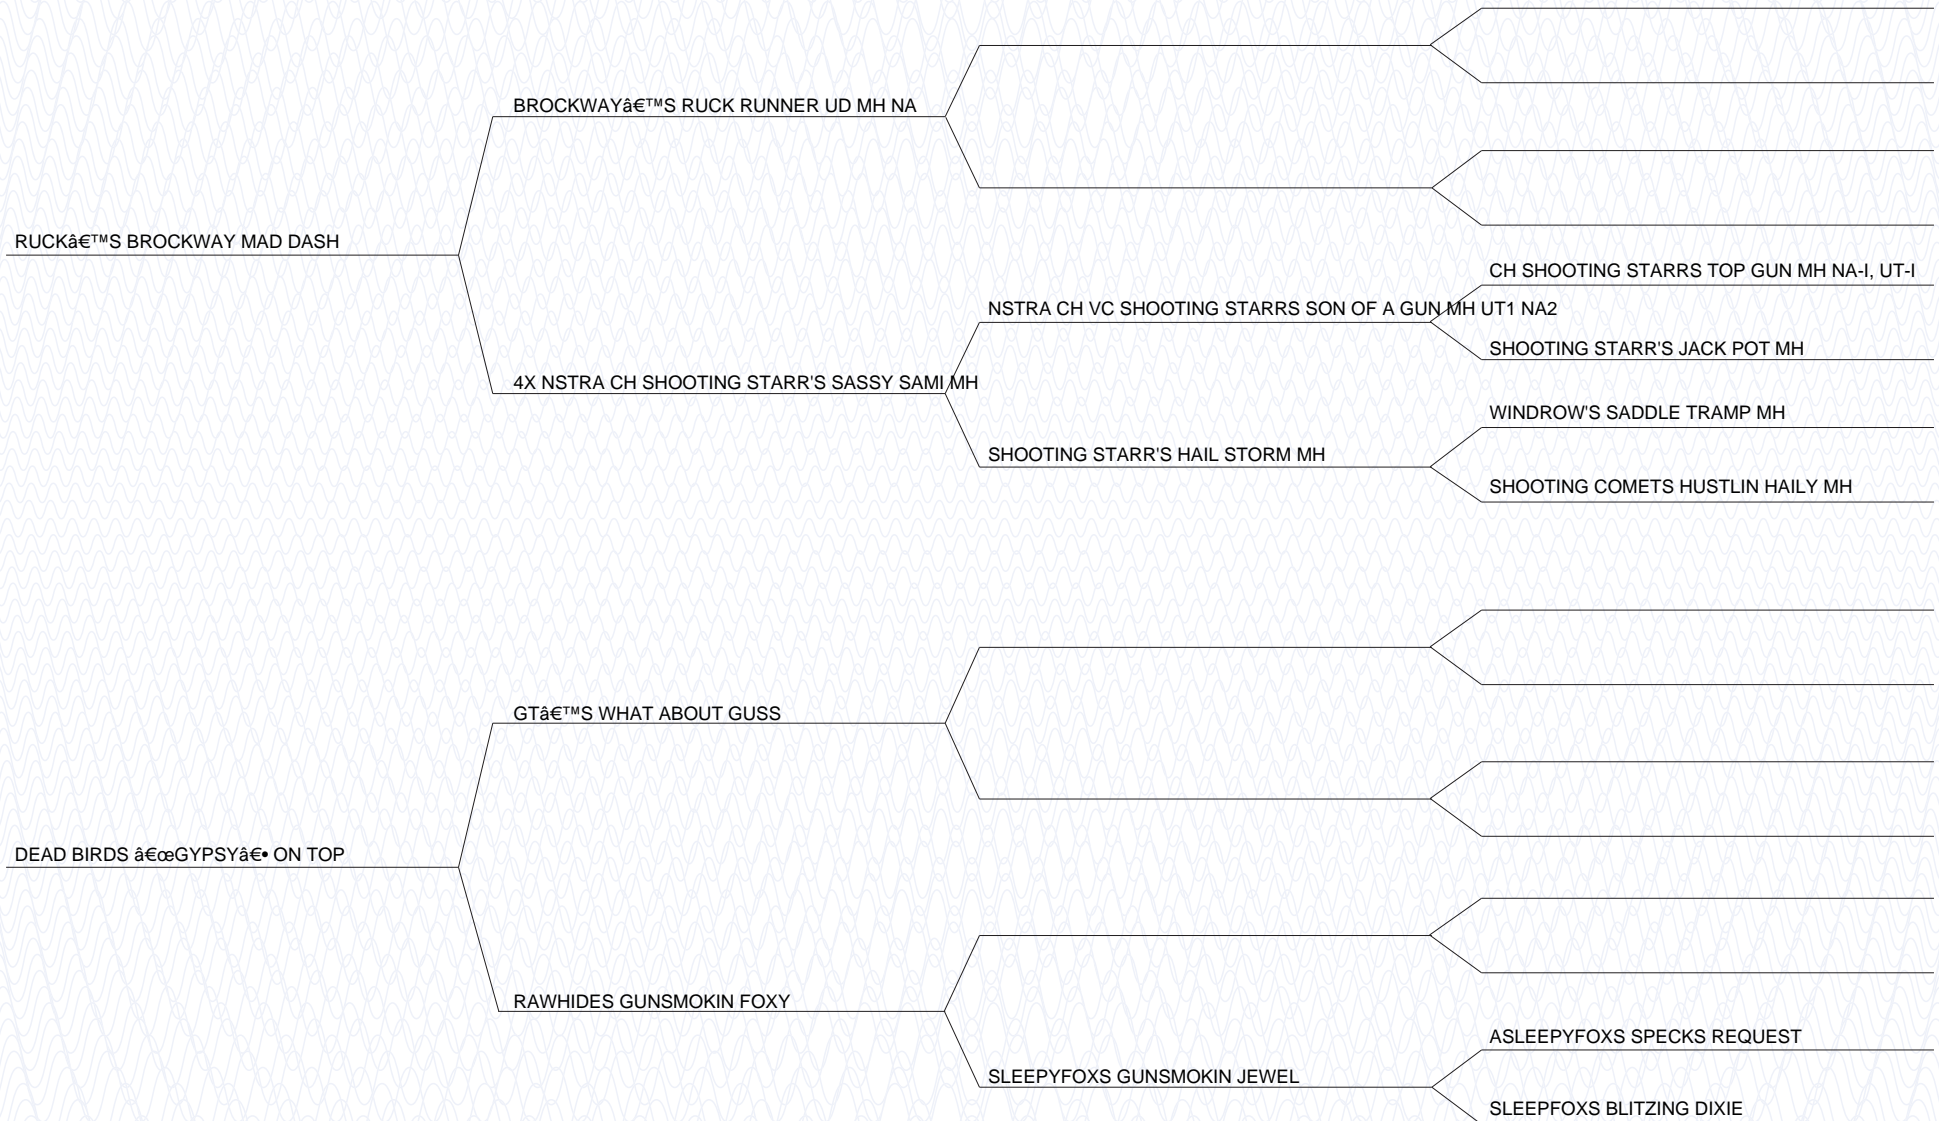 BROCKWAYâ€™S RUCK RUNNER UD MH NA
RUCKâ€™S BROCKWAY MAD DASH
CH SHOOTING STARRS TOP GUN MH NA-I, UT-I
NSTRA CH VC SHOOTING STARRS SON OF A GUN MH UT1 NA2
SHOOTING STARR'S JACK POT MH
4X NSTRA CH SHOOTING STARR'S SASSY SAMI MH
WINDROW'S SADDLE TRAMP MH
SHOOTING STARR'S HAIL STORM MH
SHOOTING COMETS HUSTLIN HAILY MH
GTâ€™S WHAT ABOUT GUSS
DEAD BIRDS â€œGYPSYâ€• ON TOP
RAWHIDES GUNSMOKIN FOXY
ASLEEPYFOXS SPECKS REQUEST
SLEEPYFOXS GUNSMOKIN JEWEL
SLEEPFOXS BLITZING DIXIE